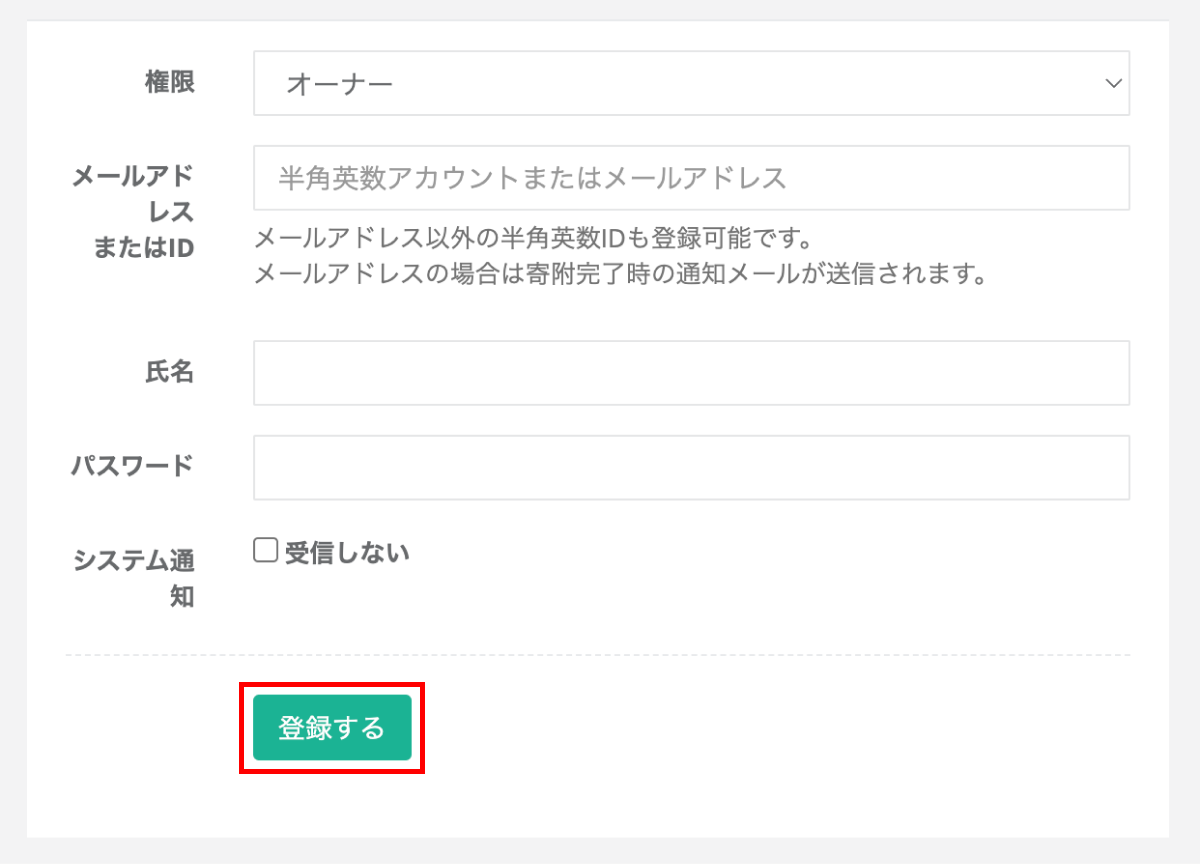 権限
オーナー
メールアド
レス
またはID
半角英数アカウントまたはメールアドレス
メールアドレス以外の半角英数IDも登録可能です。
メールアドレスの場合は寄附完了時の通知メールが送信されます。
氏名
パスワード
システム通
知
受信しない
登録する